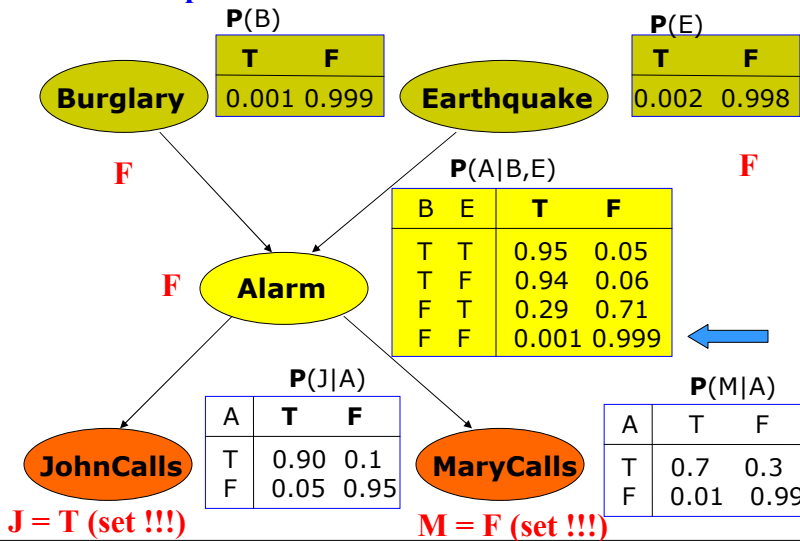 P(B)
T F
0.001 0.999
P(E)
T F
0.002 0.998
Burglary
Earthquake
F
F
P(A|B,E)
B E T F
T T 0.95 0.05
T F 0.94 0.06
F T 0.29 0.71
F F 0.001 0.999
F
Alarm
P(J|A)
A T F
T 0.90 0.1
F 0.05 0.95
P(M|A)
A T F
T 0.7 0.3
F 0.01 0.99
JohnCalls
MaryCalls
J = T (set !!!)
M = F (set !!!)